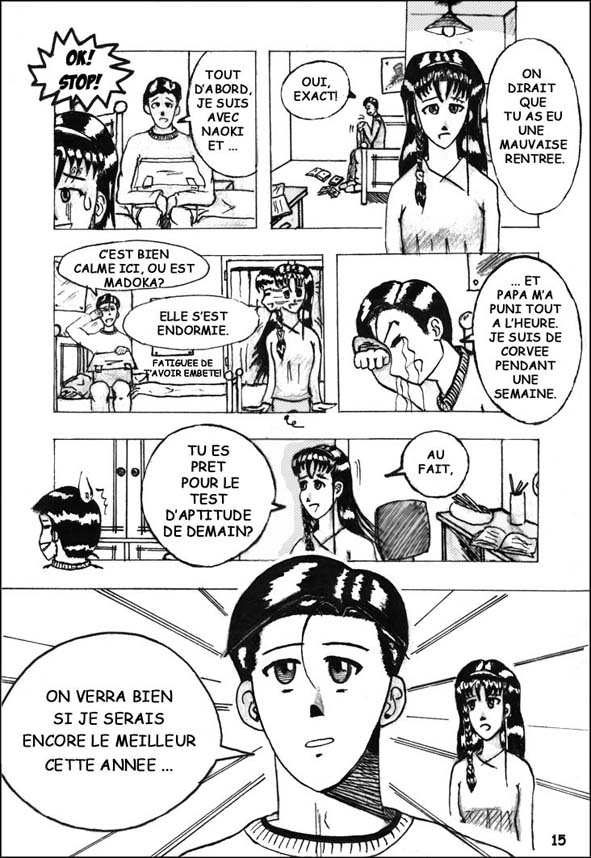 ON
DIRAIT
QUE
TU AS EU
UNE
MAUVAISE
RENTREE.
OUI,
EXACT!
TOUT
D'ABORD,
JE SUIS
AVEC
NAOKI
ET ...
OK!
STOP!
... ET
PAPA M'A
PUNI TOUT
A L'HEURE.
JE SUIS DE
CORVEE
PENDANT
UNE
SEMAINE.
C'EST BIEN
CALME ICI, OU EST
MADOKA?
ELLE S'EST
ENDORMIE.
FATIGUEE DE
T'AVOIR EMBETE!
AU
FAIT,
TU ES
PRET
POUR LE
TEST
D'APTITUDE
DE DEMAIN?
ON VERRA BIEN
SI JE SERAIS
ENCORE LE MEILLEUR
CETTE ANNEE ...
15